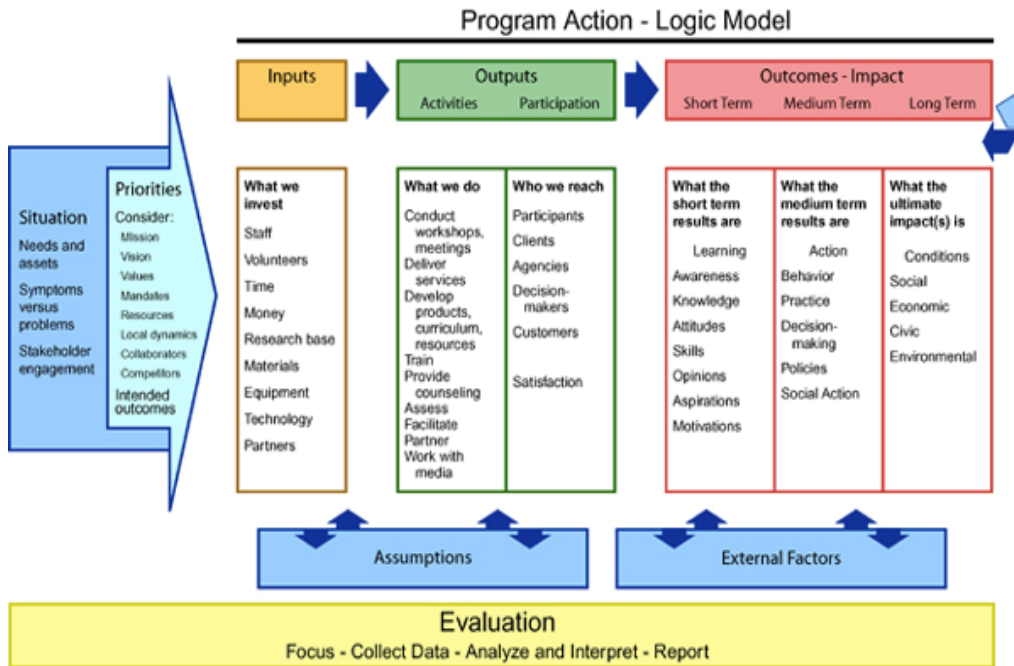 Program Action - Logic Model
Inputs
Outputs
Activities
Participation
Outcomes - Impact
Short Term
Medium Term
Long Term
Situation
Needs and
assets
Symptoms
versus
problems
Stakeholder
engagement
Priorities
Consider:
Mission
Vision
Values
Mandates
Resources
Local dynamics
Collaborators
Competitors
Intended
outcomes
What we
invest
Staff
Volunteers
Time
Money
Research base
Materials
Equipment
Technology
Partners
What we do
Conduct
workshops,
meetings
Deliver
services
Develop
products,
curriculum,
resources
Train
Provide
counseling
Assess
Facilitate
Partner
Work with
media
Who we reach
Participants
Clients
Agencies
Decision-
makers
Customers
Satisfaction
What the
short term
results are
Learning
Awareness
Knowledge
Attitudes
Skills
Opinions
Aspirations
Motivations
What the
medium term
results are
Action
Behavior
Practice
Decision-
making
Policies
Social Action
What the
ultimate
impact(s) is
Conditions
Social
Economic
Civic
Environmental
Assumptions
External Factors
Evaluation
Focus - Collect Data - Analyze and Interpret - Report